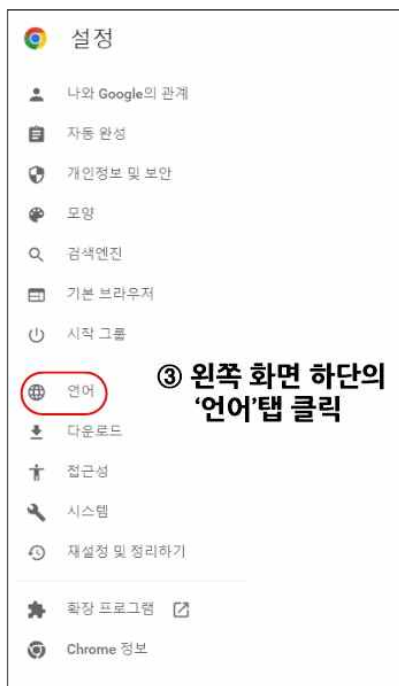 설정
나와 Google의 관계
자동 완성
개인정보 및 보안
모양
검색엔진
기본 브라우저
시작 그룹
언어
③ 왼쪽 화면 하단의
‘언어’탭 클릭
다운로드
접근성
시스템
재설정 및 정리하기
확장 프로그램
Chrome 정보